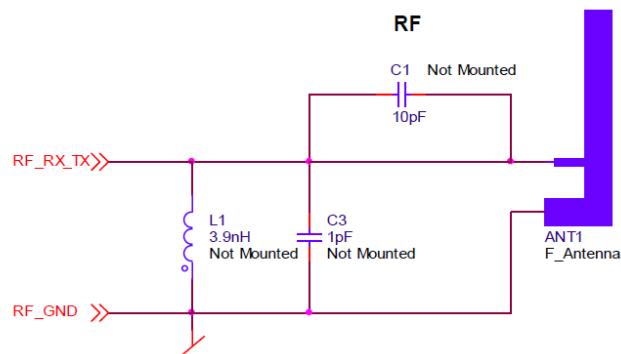 RF
C1 Not Mounted
10pF
RF_RX_TX
L1
3.9nH
Not Mounted
C3
1pF
Not Mounted
ANT1
F_Antenna
RF_GND